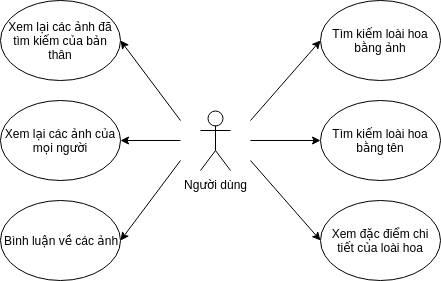 Xem lại các ảnh đã
tìm kiếm của bản
thân
Tìm kiếm loài hoa
bằng ảnh
Xem lại các ảnh của
mọi người
Tìm kiếm loài hoa
bằng tên
Người dùng
Bình luận về các ảnh
Xem đặc điểm chi
tiết của loài hoa